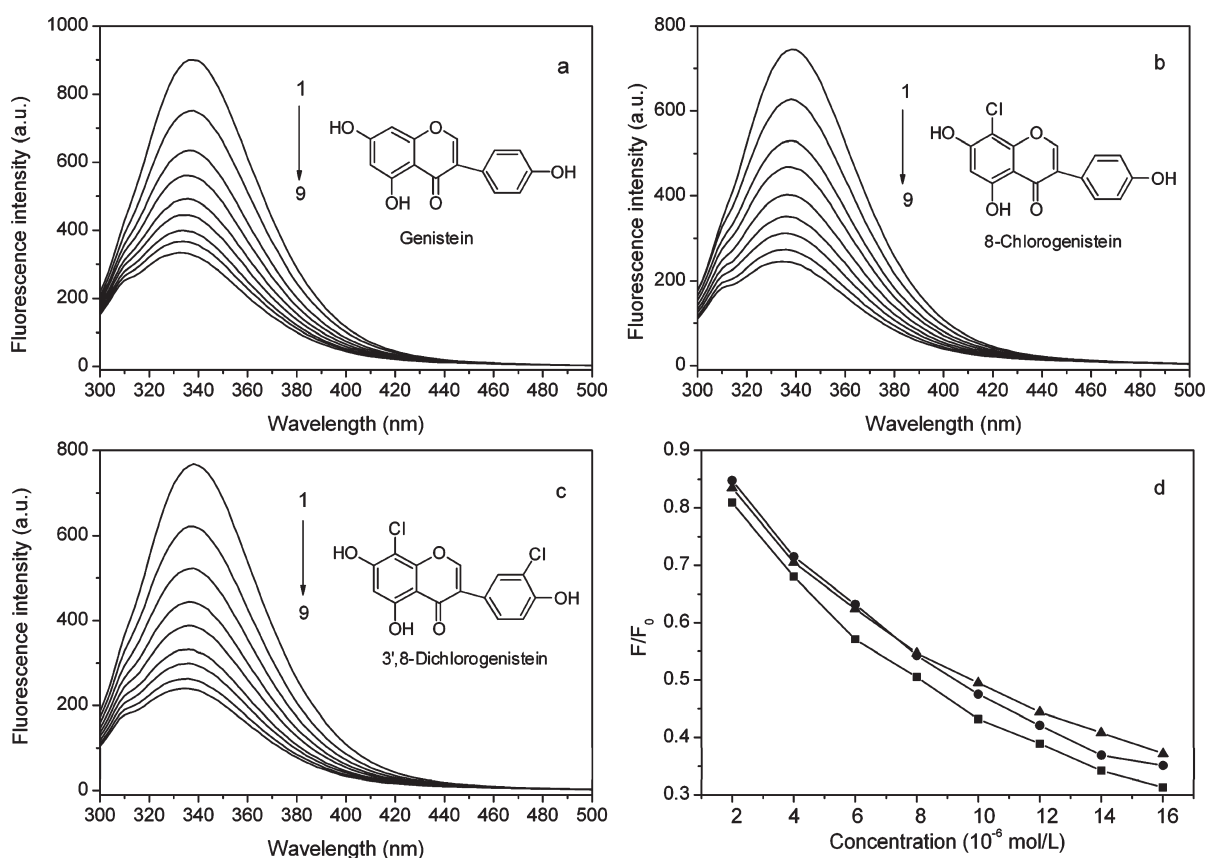 a
Fluorescence intensity (a.u.)
1000
800
600
400
200
0
1
9
HO
O
OH
OH
O
Genistein
300 320 340 360 380 400 420 440 460 480 500
Wavelength (nm)
b
Fluorescence intensity (a.u.)
800
600
400
200
0
1
9
Cl
HO
O
OH
OH
O
8-Chlorogenistein
300 320 340 360 380 400 420 440 460 480 500
Wavelength (nm)
c
Fluorescence intensity (a.u.)
800
600
400
200
0
1
9
Cl
HO
O
Cl
OH
OH
O
3',8-Dichlorogenistein
300 320 340 360 380 400 420 440 460 480 500
Wavelength (nm)
d
F/F0
0.9
0.8
0.7
0.6
0.5
0.4
0.3
2 4 6 8 10 12 14 16
Concentration (10-6 mol/L)